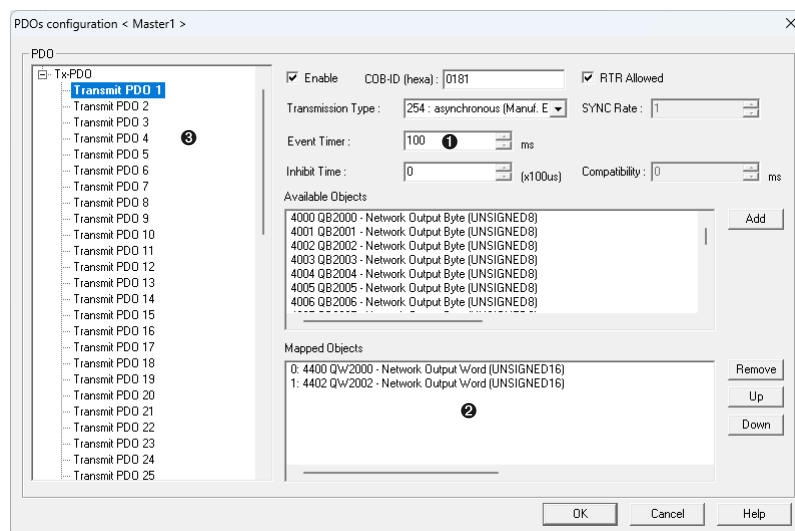 PDOs configuration < Master1 >
PDO
Tx-PDO
Transmit PDO 1
Transmit PDO 2
Transmit PDO 3
Transmit PDO 4
Transmit PDO 5
Transmit PDO 6
Transmit PDO 7
Transmit PDO 8
Transmit PDO 9
Transmit PDO 10
Transmit PDO 11
Transmit PDO 12
Transmit PDO 13
Transmit PDO 14
Transmit PDO 15
Transmit PDO 16
Transmit PDO 17
Transmit PDO 18
Transmit PDO 19
Transmit PDO 20
Transmit PDO 21
Transmit PDO 22
Transmit PDO 23
Transmit PDO 24
Transmit PDO 25
❸
Enable COB-ID (hexa) : 0181 RTR Allowed
Transmission Type : 254 : asynchronous (Manuf. E SYNC Rate : 1
Event Timer : 100 ❶ ms
Inhibit Time : 0 (x100us) Compatibility : 0 ms
Available Objects
4000 QB2000 - Network Output Byte (UNSIGNED8)
4001 QB2001 - Network Output Byte (UNSIGNED8)
4002 QB2002 - Network Output Byte (UNSIGNED8)
4003 QB2003 - Network Output Byte (UNSIGNED8)
4004 QB2004 - Network Output Byte (UNSIGNED8)
4005 QB2005 - Network Output Byte (UNSIGNED8)
4006 QB2006 - Network Output Byte (UNSIGNED8)
Add
Mapped Objects
0: 4400 QW2000 - Network Output Word (UNSIGNED16)
1: 4402 QW2002 - Network Output Word (UNSIGNED16)
❷
Remove
Up
Down
OK Cancel Help